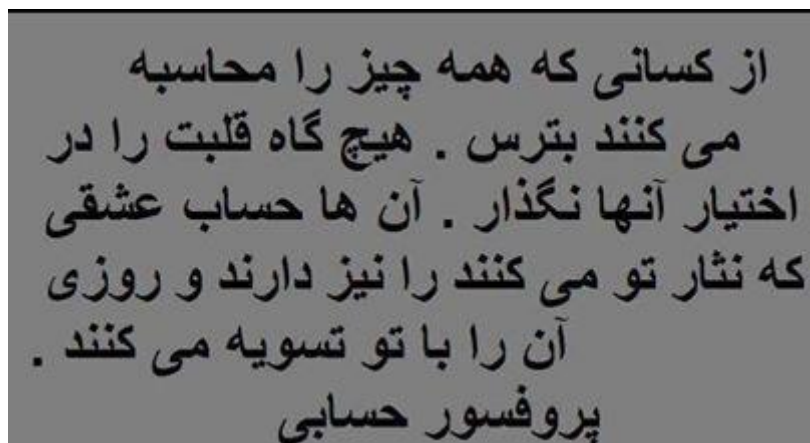 از کسانی که همه چیز را محاسبه
می کنند بترس . هیچ گاه قلبت را در
اختیار آنها نگذار . آن ها حساب عشقی
که نثار تو می کنند را نیز دارند و روزی
آن را با تو تسویه می کنند .
پروفسور حسابی